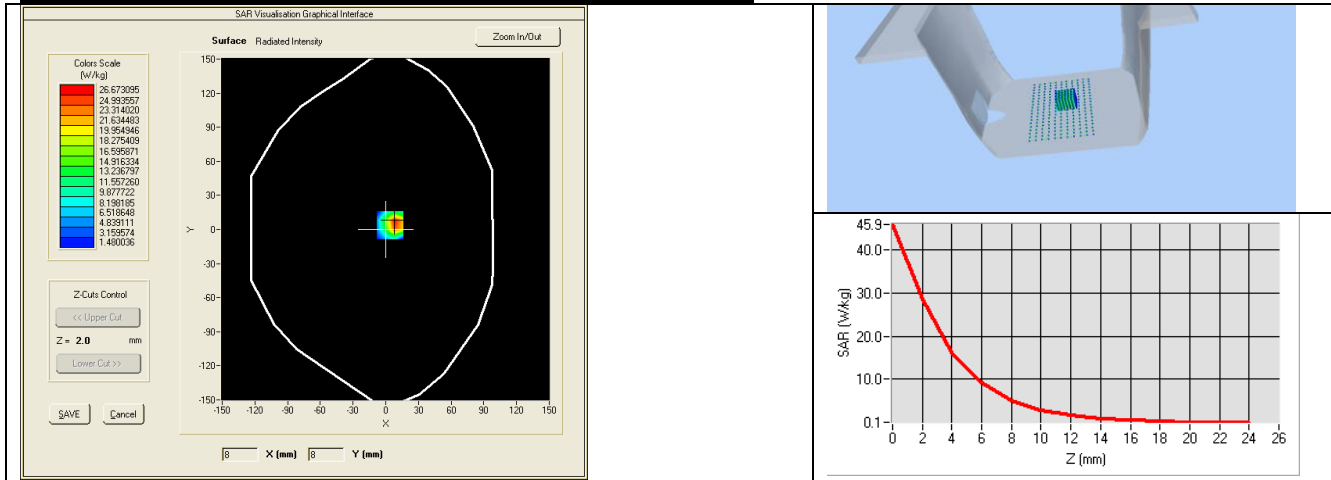 SAR Visualisation Graphical Interface
Surface Radiated Intensity
Zoom In/Out
Colors Scale
(W/kg)
26.673095
24.993557
23.314020
21.634483
19.954946
18.275409
16.595871
14.916334
13.236797
11.557260
9.877722
8.198185
6.518648
4.839111
3.159574
1.480036
Z-Cuts Control
<< Upper Cut
Z = 2.0 mm
Lower Cut >>
SAVE Cancel
150
120
90
60
30
0
-30
-60
-90
-120
-150
Y
-150 -120 -90 -60 -30 0 30 60 90 120 150
X
8 X (mm) 8 Y (mm)
45.9
40.0
30.0
20.0
10.0
0.1
SAR (W/kg)
0 2 4 6 8 10 12 14 16 18 20 22 24 26
Z (mm)